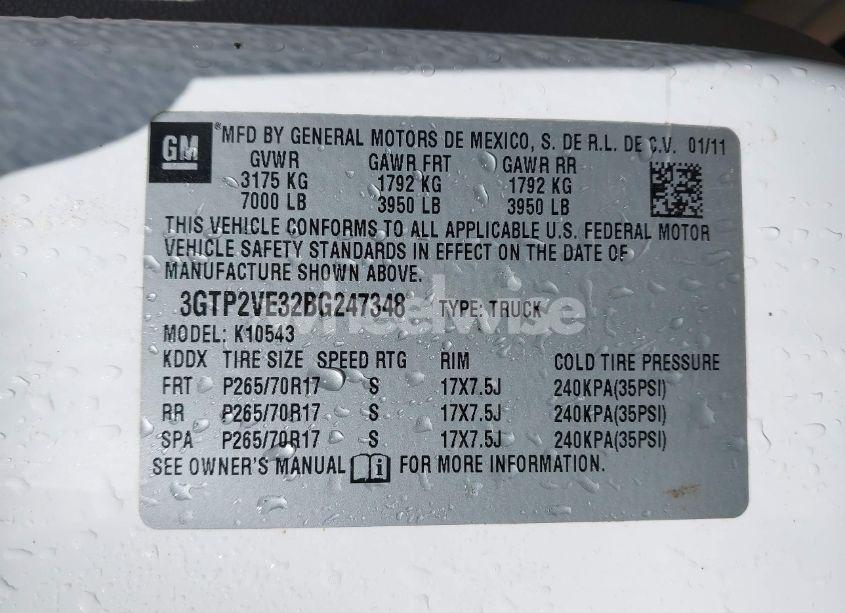 GM ®MFD BY GENERAL MOTORS DE MEXICO, S. DE R.L. DE C.V. 01/11
GVWR GAWR FRT GAWR RR
3175 KG 1792 KG 1792 KG
7000 LB 3950 LB 3950 LB
THIS VEHICLE CONFORMS TO ALL APPLICABLE U.S. FEDERAL MOTOR
VEHICLE SAFETY STANDARDS IN EFFECT ON THE DATE OF
MANUFACTURE SHOWN ABOVE.
3GTP2VE32BG247348 TYPE: TRUCK
wheelwise
MODEL: K10543
KDDX TIRE SIZE SPEED RTG RIM COLD TIRE PRESSURE
FRT P265/70R17 S 17X7.5J 240KPA(35PSI)
RR P265/70R17 S 17X7.5J 240KPA(35PSI)
SPA P265/70R17 S 17X7.5J 240KPA(35PSI)
SEE OWNER'S MANUAL FOR MORE INFORMATION.